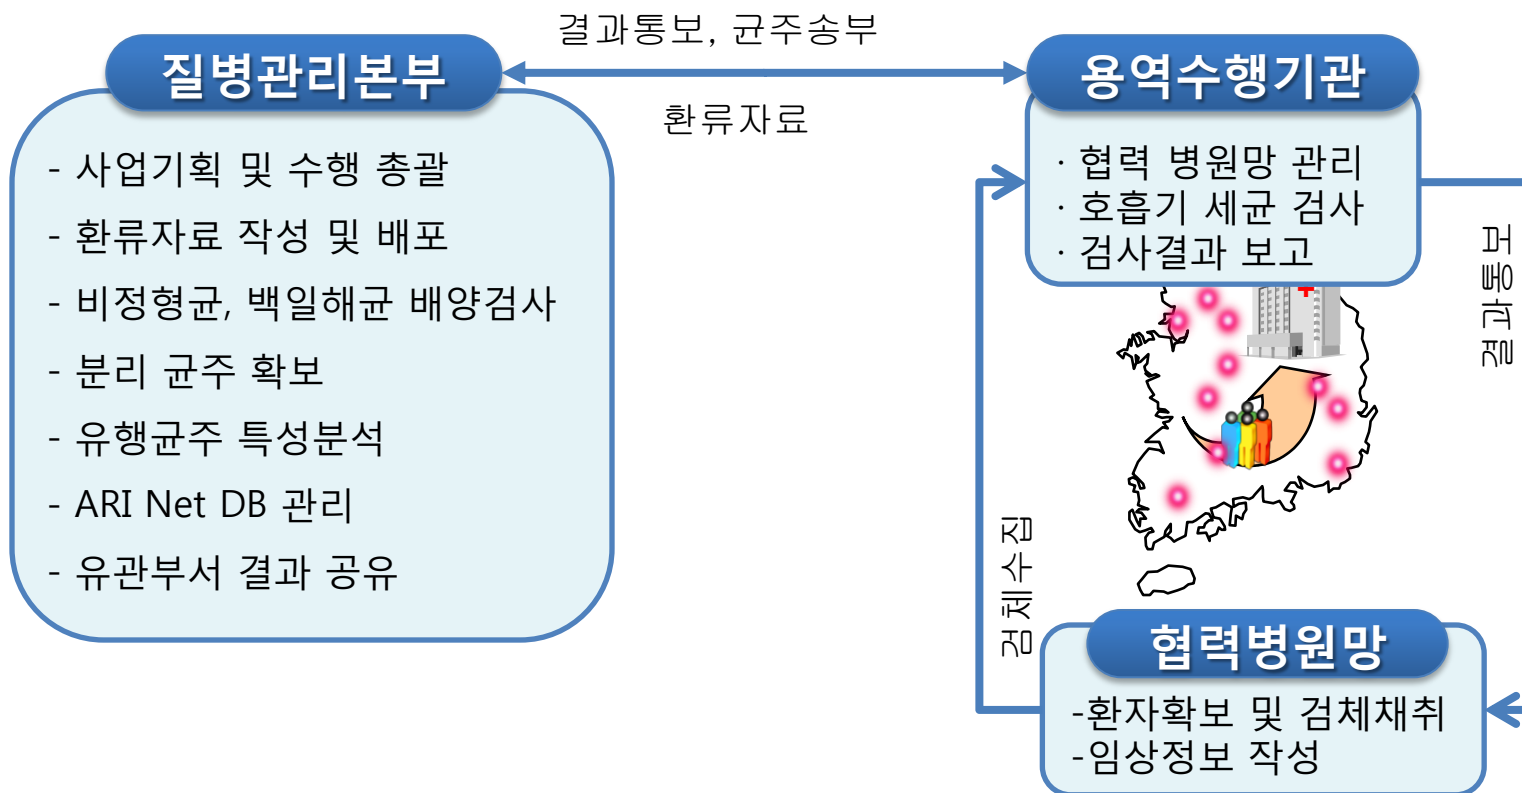 결과통보, 균주송부
질병관리본부
용역수행기관
환류자료
- 사업기획 및 수행 총괄
- 환류자료 작성 및 배포
- 비정형균, 백일해균 배양검사
- 분리 균주 확보
- 유행균주 특성분석
- ARI Net DB 관리
- 유관부서 결과 공유
· 협력 병원망 관리
· 호흡기 세균 검사
· 검사결과 보고
결과통보
검체수집
협력병원망
-환자확보 및 검체채취
-임상정보 작성